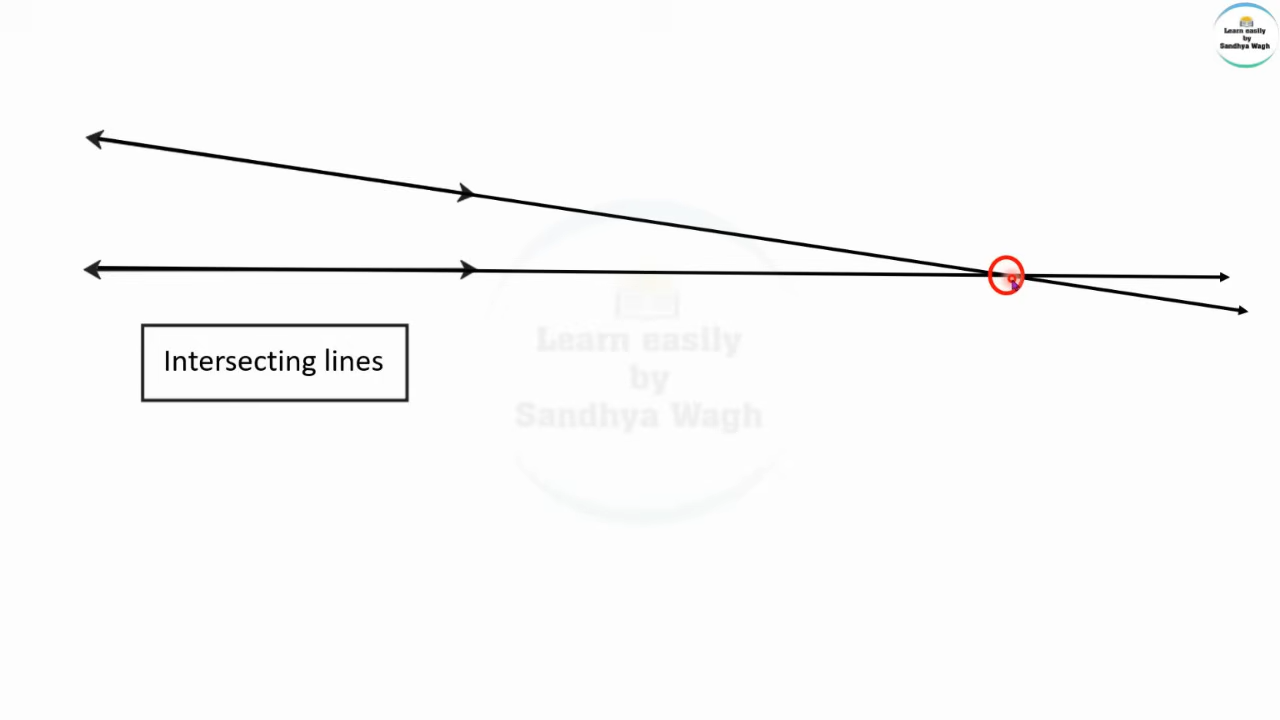 Learn easily
by
Sandhya Wagh
Intersecting lines
Learn easily
by
Sandhya Wagh